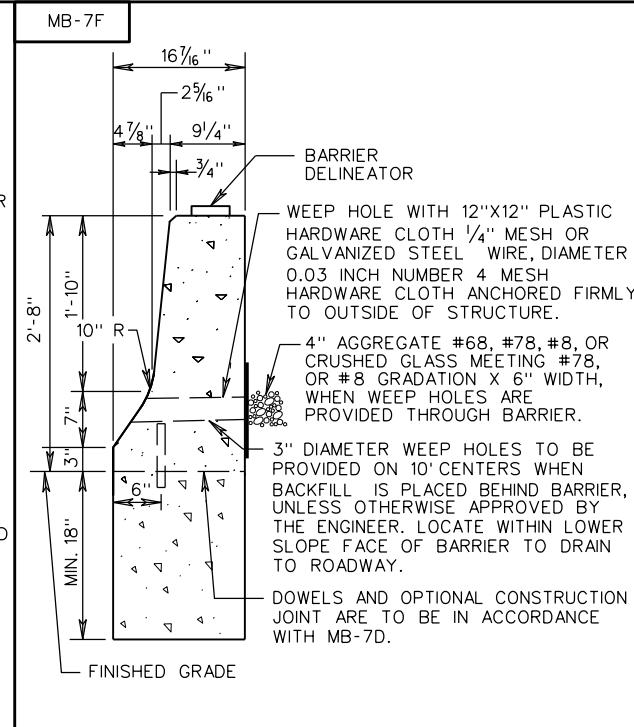 MB-7F
16 7/16"
2 5/16"
4 7/8"
9 1/4"
3/4"
BARRIER
DELINEATOR
R
WEEP HOLE WITH 12"X12" PLASTIC
HARDWARE CLOTH 1/4" MESH OR
GALVANIZED STEEL WIRE, DIAMETER
0.03 INCH NUMBER 4 MESH
HARDWARE CLOTH ANCHORED FIRMLY
TO OUTSIDE OF STRUCTURE.
2'-8"
1'-10"
10" R
4" AGGREGATE #68, #78, #8, OR
CRUSHED GLASS MEETING #78,
OR #8 GRADATION X 6" WIDTH,
WHEN WEEP HOLES ARE
PROVIDED THROUGH BARRIER.
7"
3"
6"
3" DIAMETER WEEP HOLES TO BE
PROVIDED ON 10' CENTERS WHEN
BACKFILL IS PLACED BEHIND BARRIER,
UNLESS OTHERWISE APPROVED BY
THE ENGINEER. LOCATE WITHIN LOWER
SLOPE FACE OF BARRIER TO DRAIN
TO ROADWAY.
MIN. 18"
DOWELS AND OPTIONAL CONSTRUCTION
JOINT ARE TO BE IN ACCORDANCE
WITH MB-7D.
FINISHED GRADE